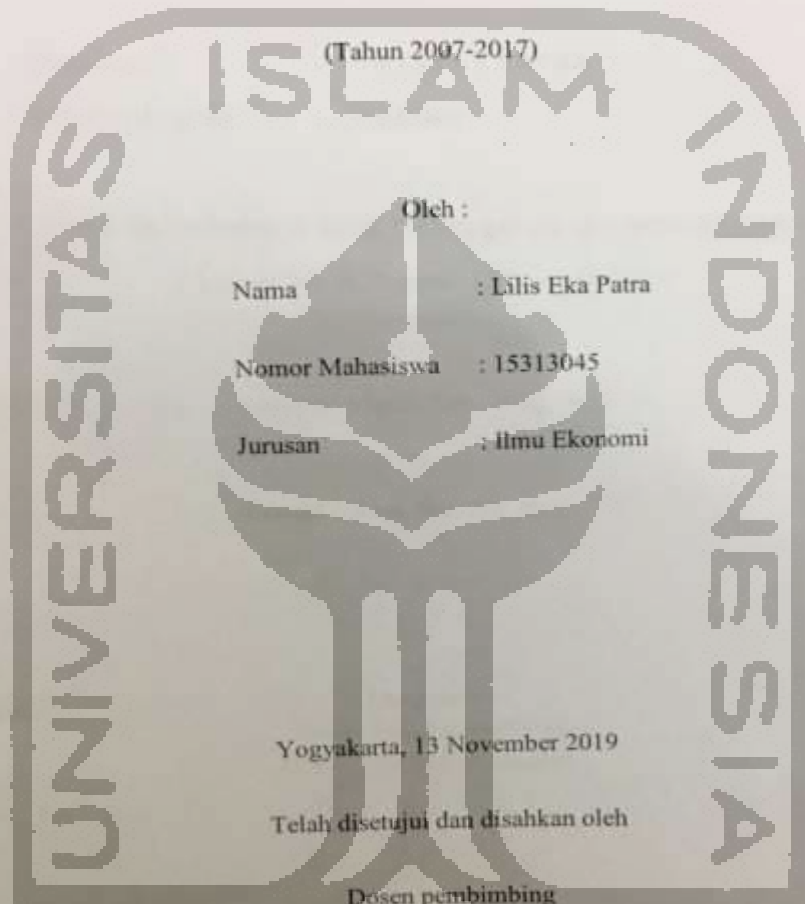 (Tahun 2007-2017)
ISLAM
UNIVERSITAS
INDONESIA
Oleh :
Nama : Lilis Eka Patra
Nomor Mahasiswa : 15313045
Jurusan : Ilmu Ekonomi
Yogyakarta, 13 November 2019
Telah disetujui dan disahkan oleh
Dosen pembimbing